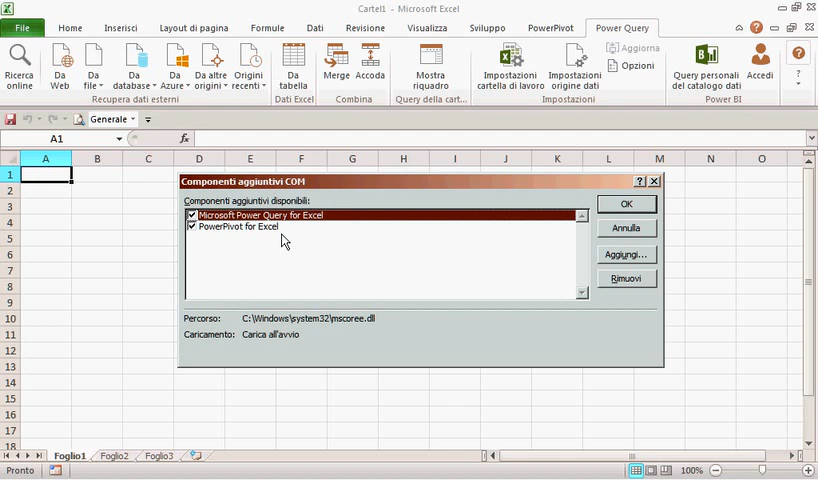 Cartel1 - Microsoft Excel
File Home Inserisci Layout di pagina Formule Dati Revisione Visualizza Sviluppo PowerPivot Power Query
Ricerca online
Da Web
Da file
Da database
Da Azure
Da altre origini
Origini recenti
Da tabella
Merge
Accoda
Mostra riquadro
Impostazioni cartella di lavoro
Impostazioni origine dati
Aggiorna
Opzioni
Query personali del catalogo dati
Accedi
?
Recupera dati esterni Dati Excel Combina Query della cart... Impostazioni Power BI
Generale
A1 fx
A B C D E F G H I J K L M N O
1
2
3
4
5
6
7
8
9
10
11
12
13
14
15
16
17
18
Componenti aggiuntivi COM
Componenti aggiuntivi disponibili:
Microsoft Power Query for Excel
PowerPivot for Excel
OK
Annulla
Aggiungi...
Rimuovi
Percorso: C:\Windows\system32\mscoree.dll
Caricamento: Carica all'avvio
Foglio1 Foglio2 Foglio3
Pronto 100%